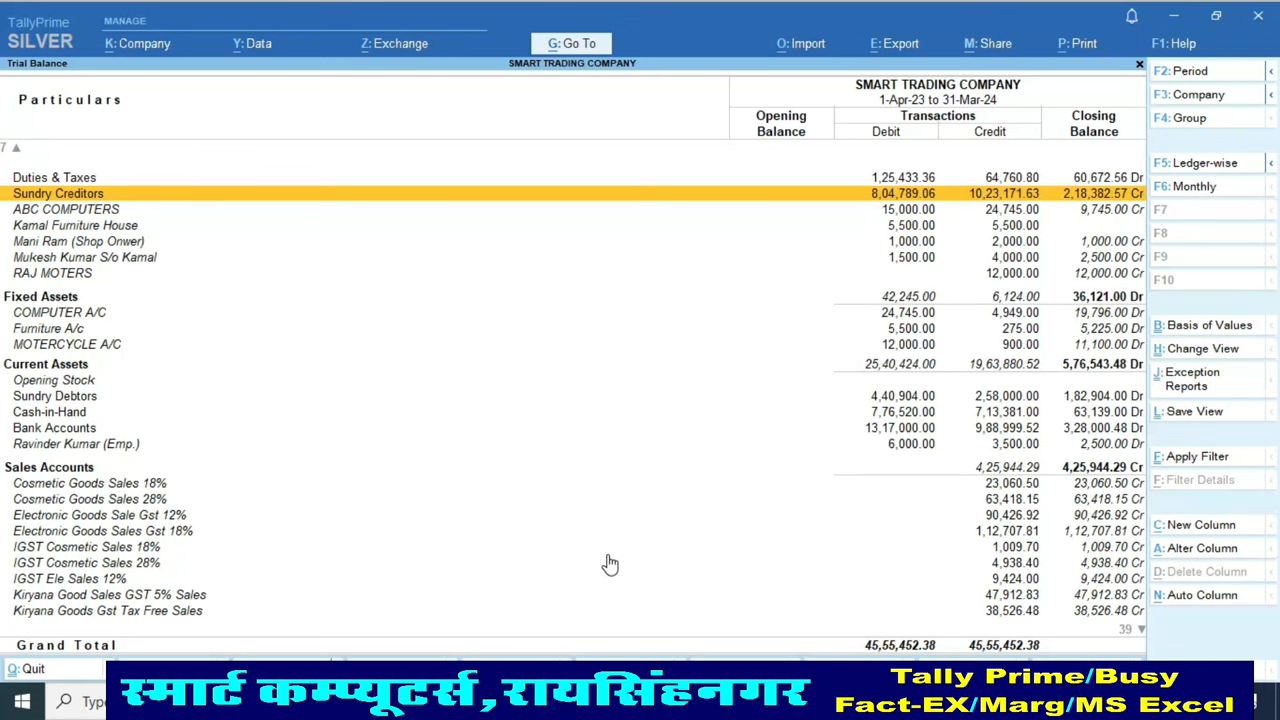 TallyPrime
SILVER
MANAGE
K: Company
Y: Data
Z: Exchange
G: Go To
O: Import
E: Export
M: Share
P: Print
F1: Help
Trial Balance
SMART TRADING COMPANY
Particulars
SMART TRADING COMPANY
1-Apr-23 to 31-Mar-24
Opening Balance
Transactions
Closing Balance
Debit
Credit
7
Duties & Taxes 1,25,433.36 64,760.80 60,672.56 Dr
Sundry Creditors 8,04,789.06 10,23,171.63 2,18,382.57 Cr
ABC COMPUTERS 15,000.00 24,745.00 9,745.00 Cr
Kamal Furniture House 5,500.00 5,500.00
Mani Ram (Shop Onwer) 1,000.00 2,000.00 1,000.00 Cr
Mukesh Kumar S/o Kamal 1,500.00 4,000.00 2,500.00 Cr
RAJ MOTERS 12,000.00 12,000.00 Cr
Fixed Assets 42,245.00 6,124.00 36,121.00 Dr
COMPUTER A/C 24,745.00 4,949.00 19,796.00 Dr
Furniture A/c 5,500.00 275.00 5,225.00 Dr
MOTERCYCLE A/C 12,000.00 900.00 11,100.00 Dr
Current Assets 25,40,424.00 19,63,880.52 5,76,543.48 Dr
Opening Stock
Sundry Debtors 4,40,904.00 2,58,000.00 1,82,904.00 Dr
Cash-in-Hand 7,76,520.00 7,13,381.00 63,139.00 Dr
Bank Accounts 13,17,000.00 9,88,999.52 3,28,000.48 Dr
Ravinder Kumar (Emp.) 6,000.00 3,500.00 2,500.00 Dr
Sales Accounts 4,25,944.29 4,25,944.29 Cr
Cosmetic Goods Sales 18% 23,060.50 23,060.50 Cr
Cosmetic Goods Sales 28% 63,418.15 63,418.15 Cr
Electronic Goods Sale Gst 12% 90,426.92 90,426.92 Cr
Electronic Goods Sales Gst 18% 1,12,707.81 1,12,707.81 Cr
IGST Cosmetic Sales 18% 1,009.70 1,009.70 Cr
IGST Cosmetic Sales 28% 4,938.40 4,938.40 Cr
IGST Ele Sales 12% 9,424.00 9,424.00 Cr
Kiryana Good Sales GST 5% Sales 47,912.83 47,912.83 Cr
Kiryana Goods Gst Tax Free Sales 38,526.48 38,526.48 Cr
39
Grand Total 45,55,452.38 45,55,452.38
F2: Period
F3: Company
F4: Group
F5: Ledger-wise
F6: Monthly
F7
F8
F9
F10
B: Basis of Values
H: Change View
J: Exception Reports
L: Save View
F: Apply Filter
F: Filter Details
C: New Column
A: Alter Column
D: Delete Column
N: Auto Column
Q: Quit
Type
स्मार्ट कम्प्यूटर्स,रायसिंहनगर
Tally Prime/Busy
Fact-EX/Marg/MS Excel